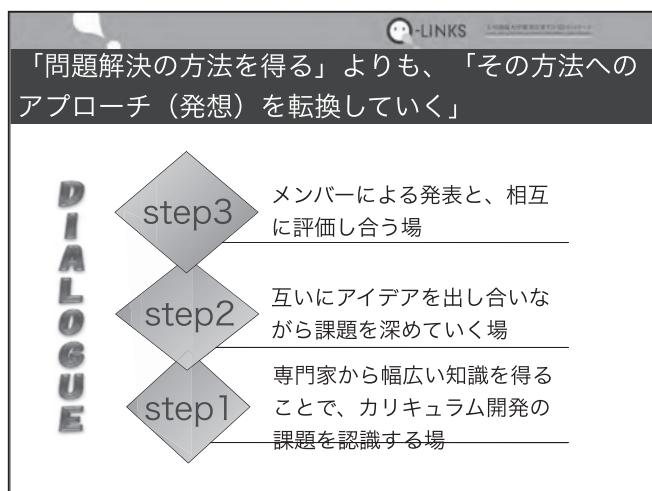 Q-LINKS
「問題解決の方法を得る」よりも、「その方法への
アプローチ（発想）を転換していく」
DIALOGUE
step3
メンバーによる発表と、相互
に評価し合う場
step2
互いにアイデアを出し合いな
がら課題を深めていく場
step1
専門家から幅広い知識を得る
ことで、カリキュラム開発の
課題を認識する場